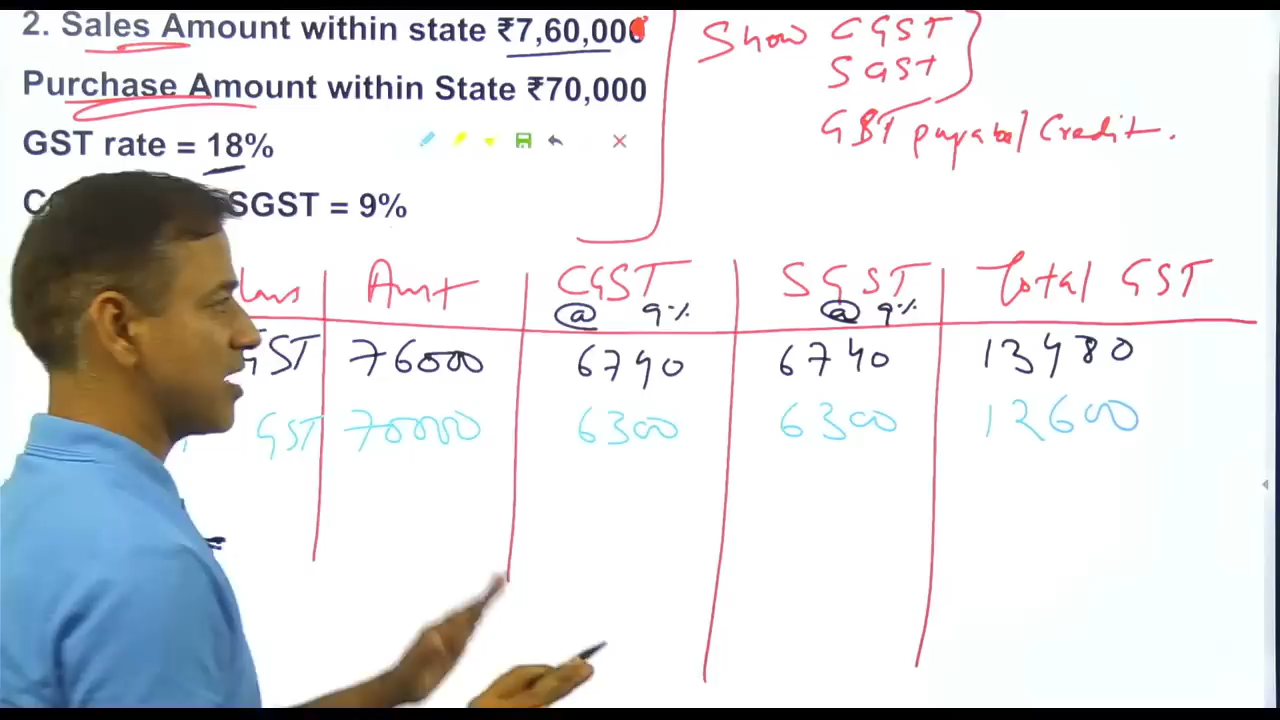 2. Sales Amount within state ₹7,60,000
Purchase Amount within State ₹70,000
GST rate = 18%
SGST = 9%
Show CGST
SGST
GST payable/Credit.
Amt CGST SGST Total GST
@ 9% @ 9%
GST 76000 6740 6740 13480
GST 70000 6300 6300 12600